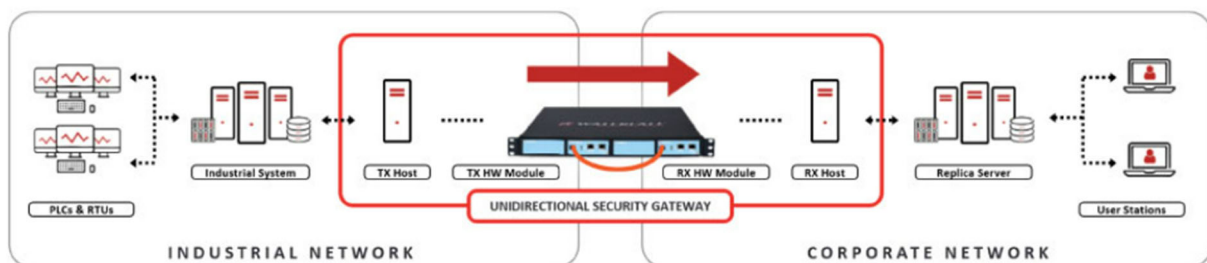 WALLMALL
PLCs & RTUs
Industrial System
TX Host
TX HW Module
RX HW Module
RX Host
Replica Server
User Stations
UNIDIRECTIONAL SECURITY GATEWAY
INDUSTRIAL NETWORK
CORPORATE NETWORK